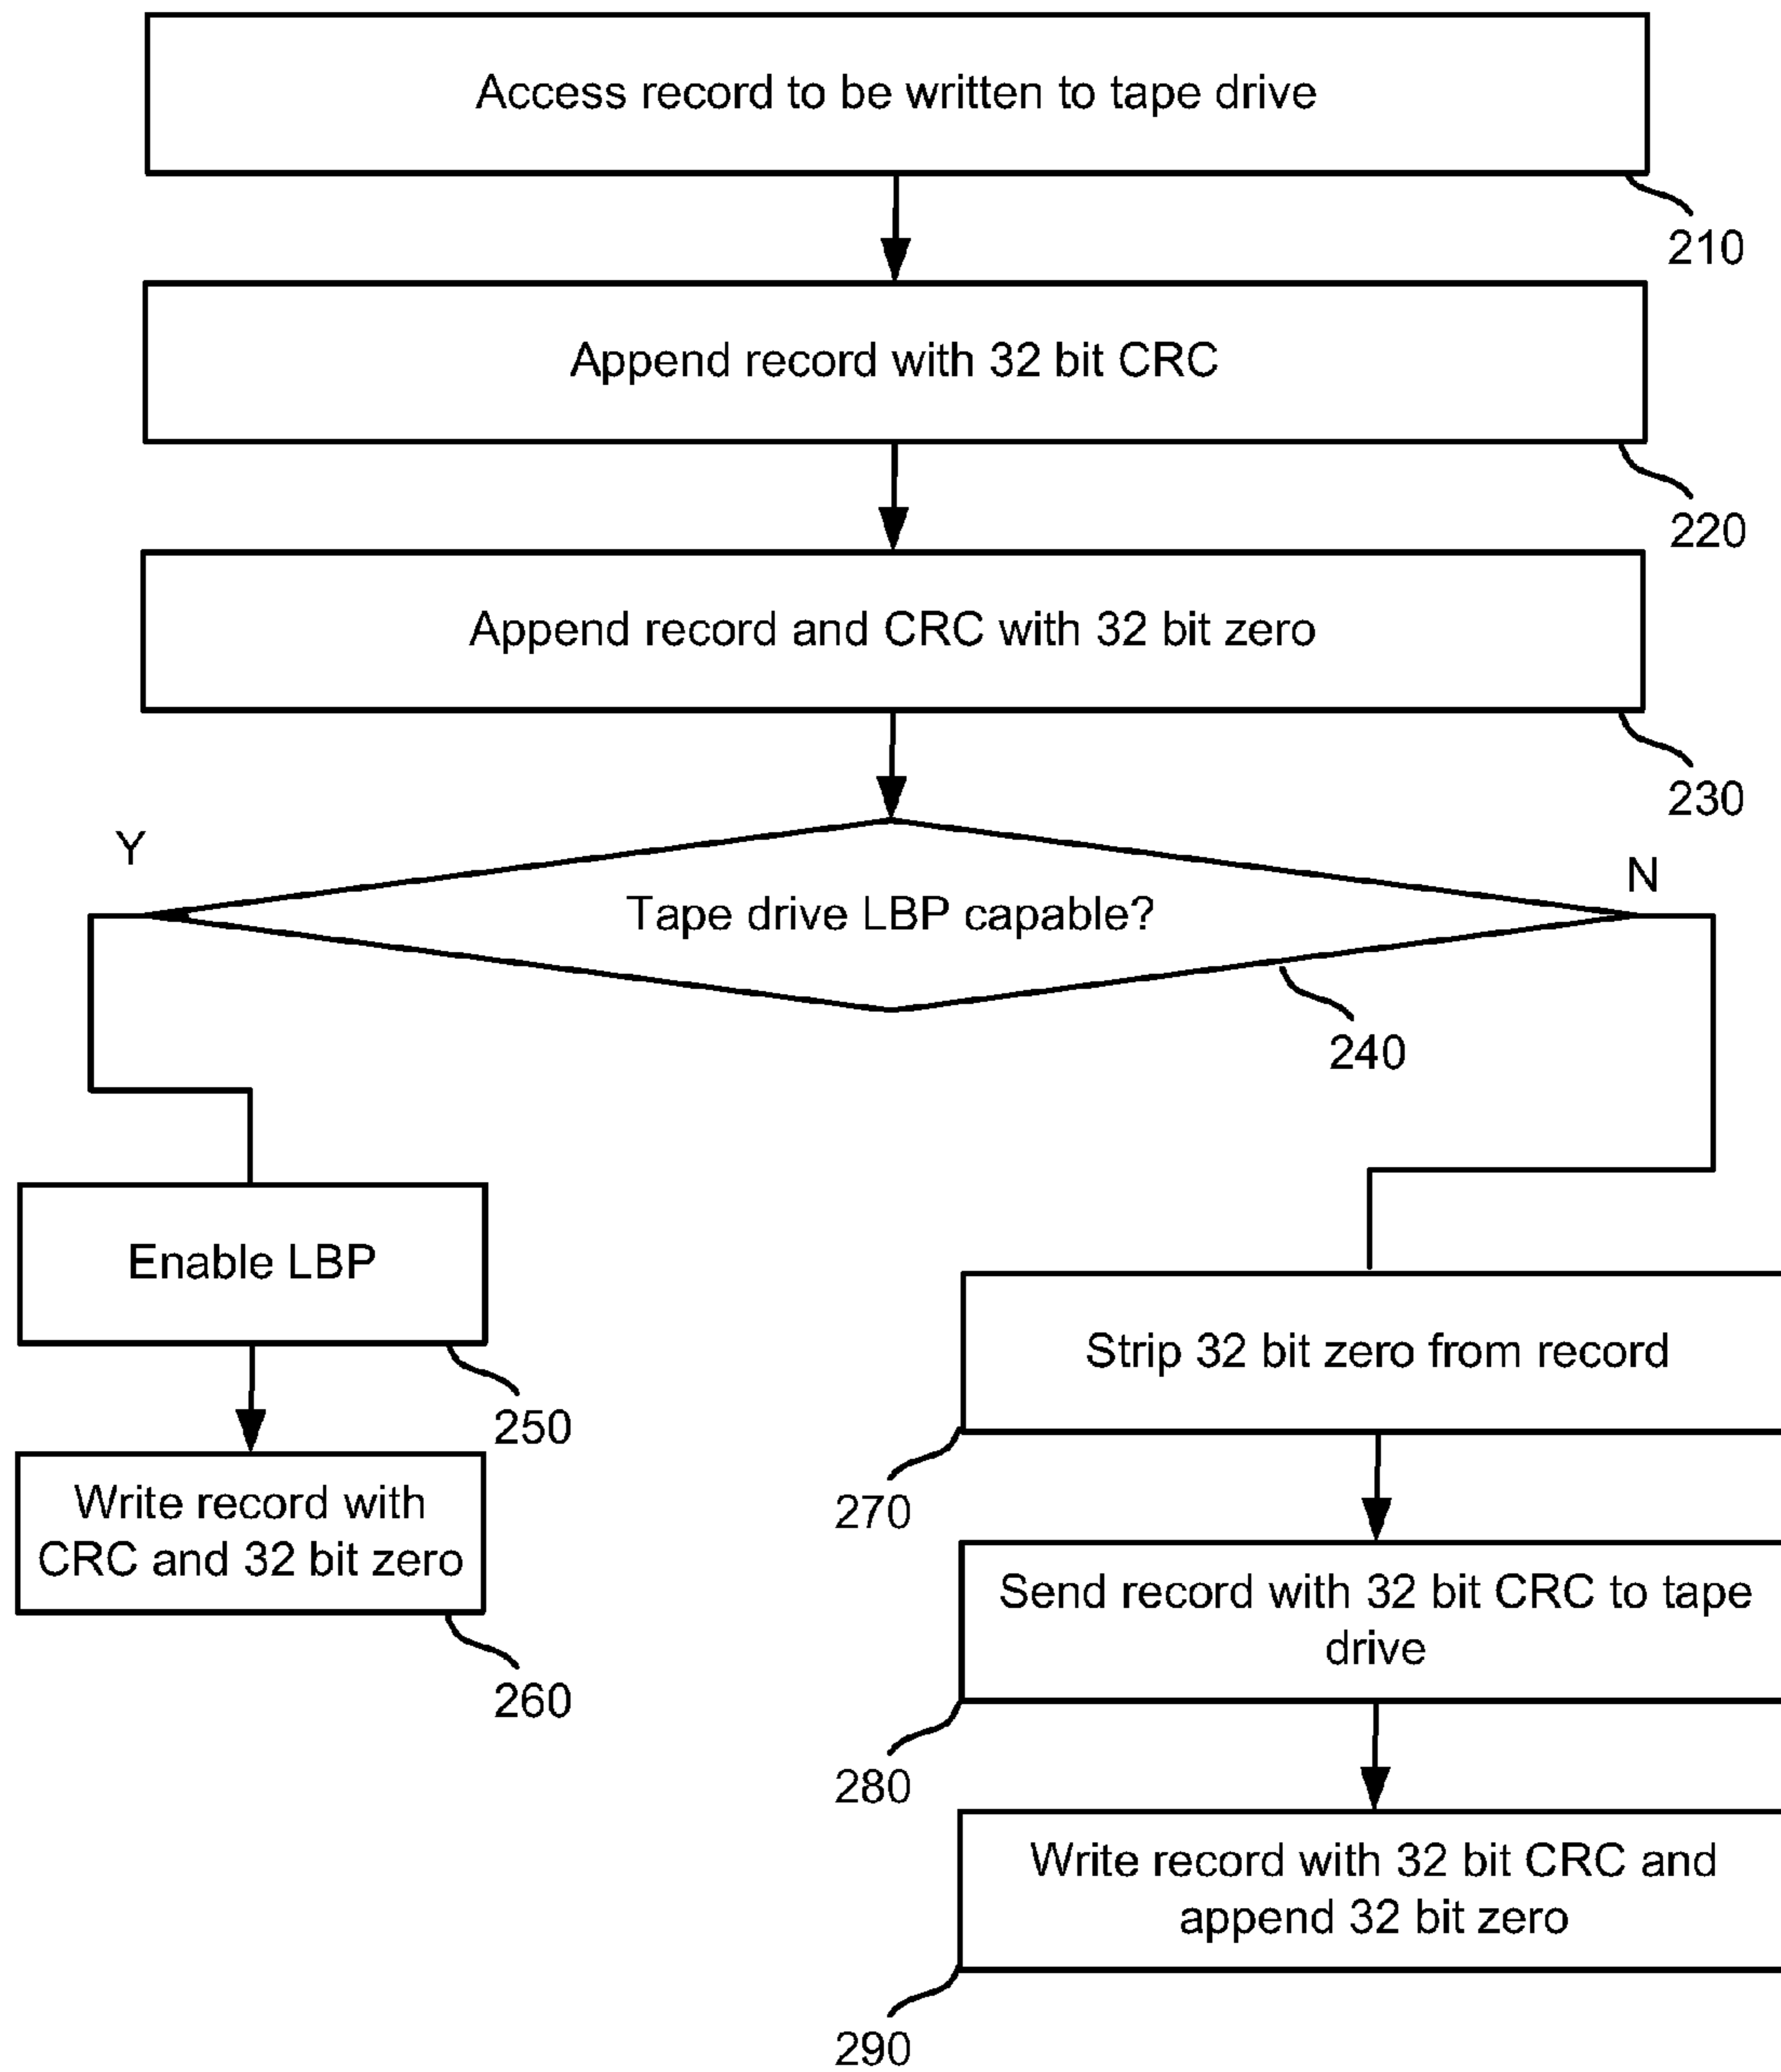 Access record to be written to tape drive
210
Append record with 32 bit CRC
220
Append record and CRC with 32 bit zero
230
Y
N
Tape drive LBP capable?
240
Enable LBP
250
Write record with
CRC and 32 bit zero
260
Strip 32 bit zero from record
270
Send record with 32 bit CRC to tape
drive
280
Write record with 32 bit CRC and
append 32 bit zero
290